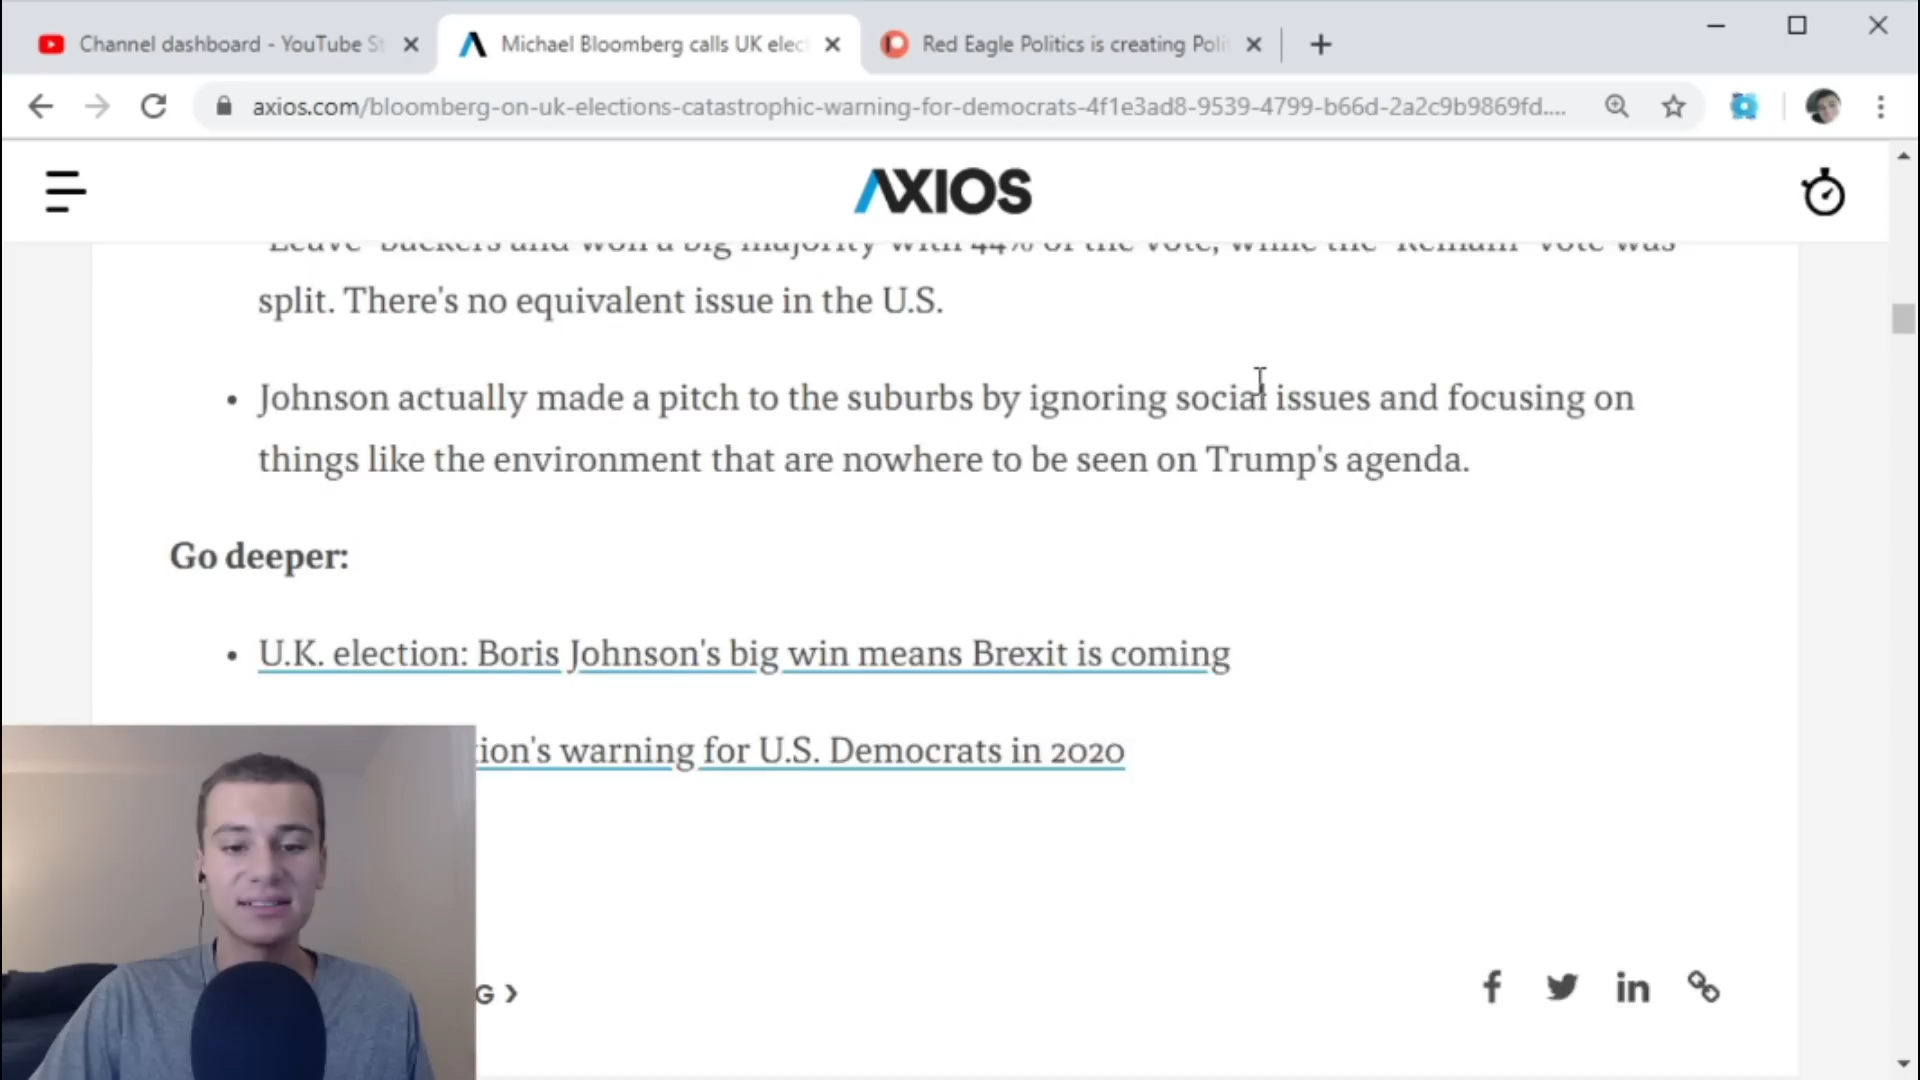 Channel dashboard - YouTube St
Michael Bloomberg calls UK elec
Red Eagle Politics is creating Poli
axios.com/bloomberg-on-uk-elections-catastrophic-warning-for-democrats-4f1e3ad8-9539-4799-b66d-2a2c9b9869fd....
AXIOS
"Leave" backers and won a big majority with 44% of the vote, while the "Remain" vote was
split. There's no equivalent issue in the U.S.
• Johnson actually made a pitch to the suburbs by ignoring social issues and focusing on
things like the environment that are nowhere to be seen on Trump's agenda.
Go deeper:
• U.K. election: Boris Johnson's big win means Brexit is coming
tion's warning for U.S. Democrats in 2020
G >